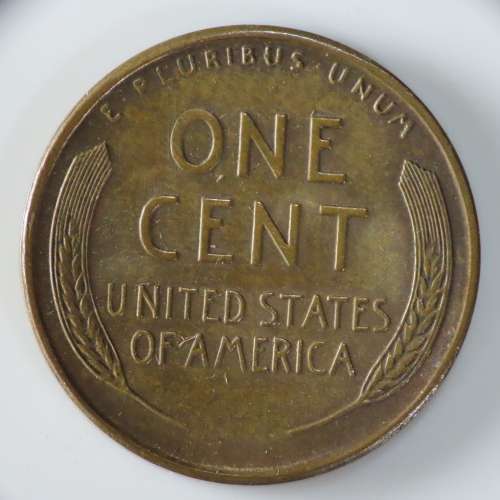 E·PLURIBUS·UNUM
ONE
CENT
UNITED STATES
OF AMERICA